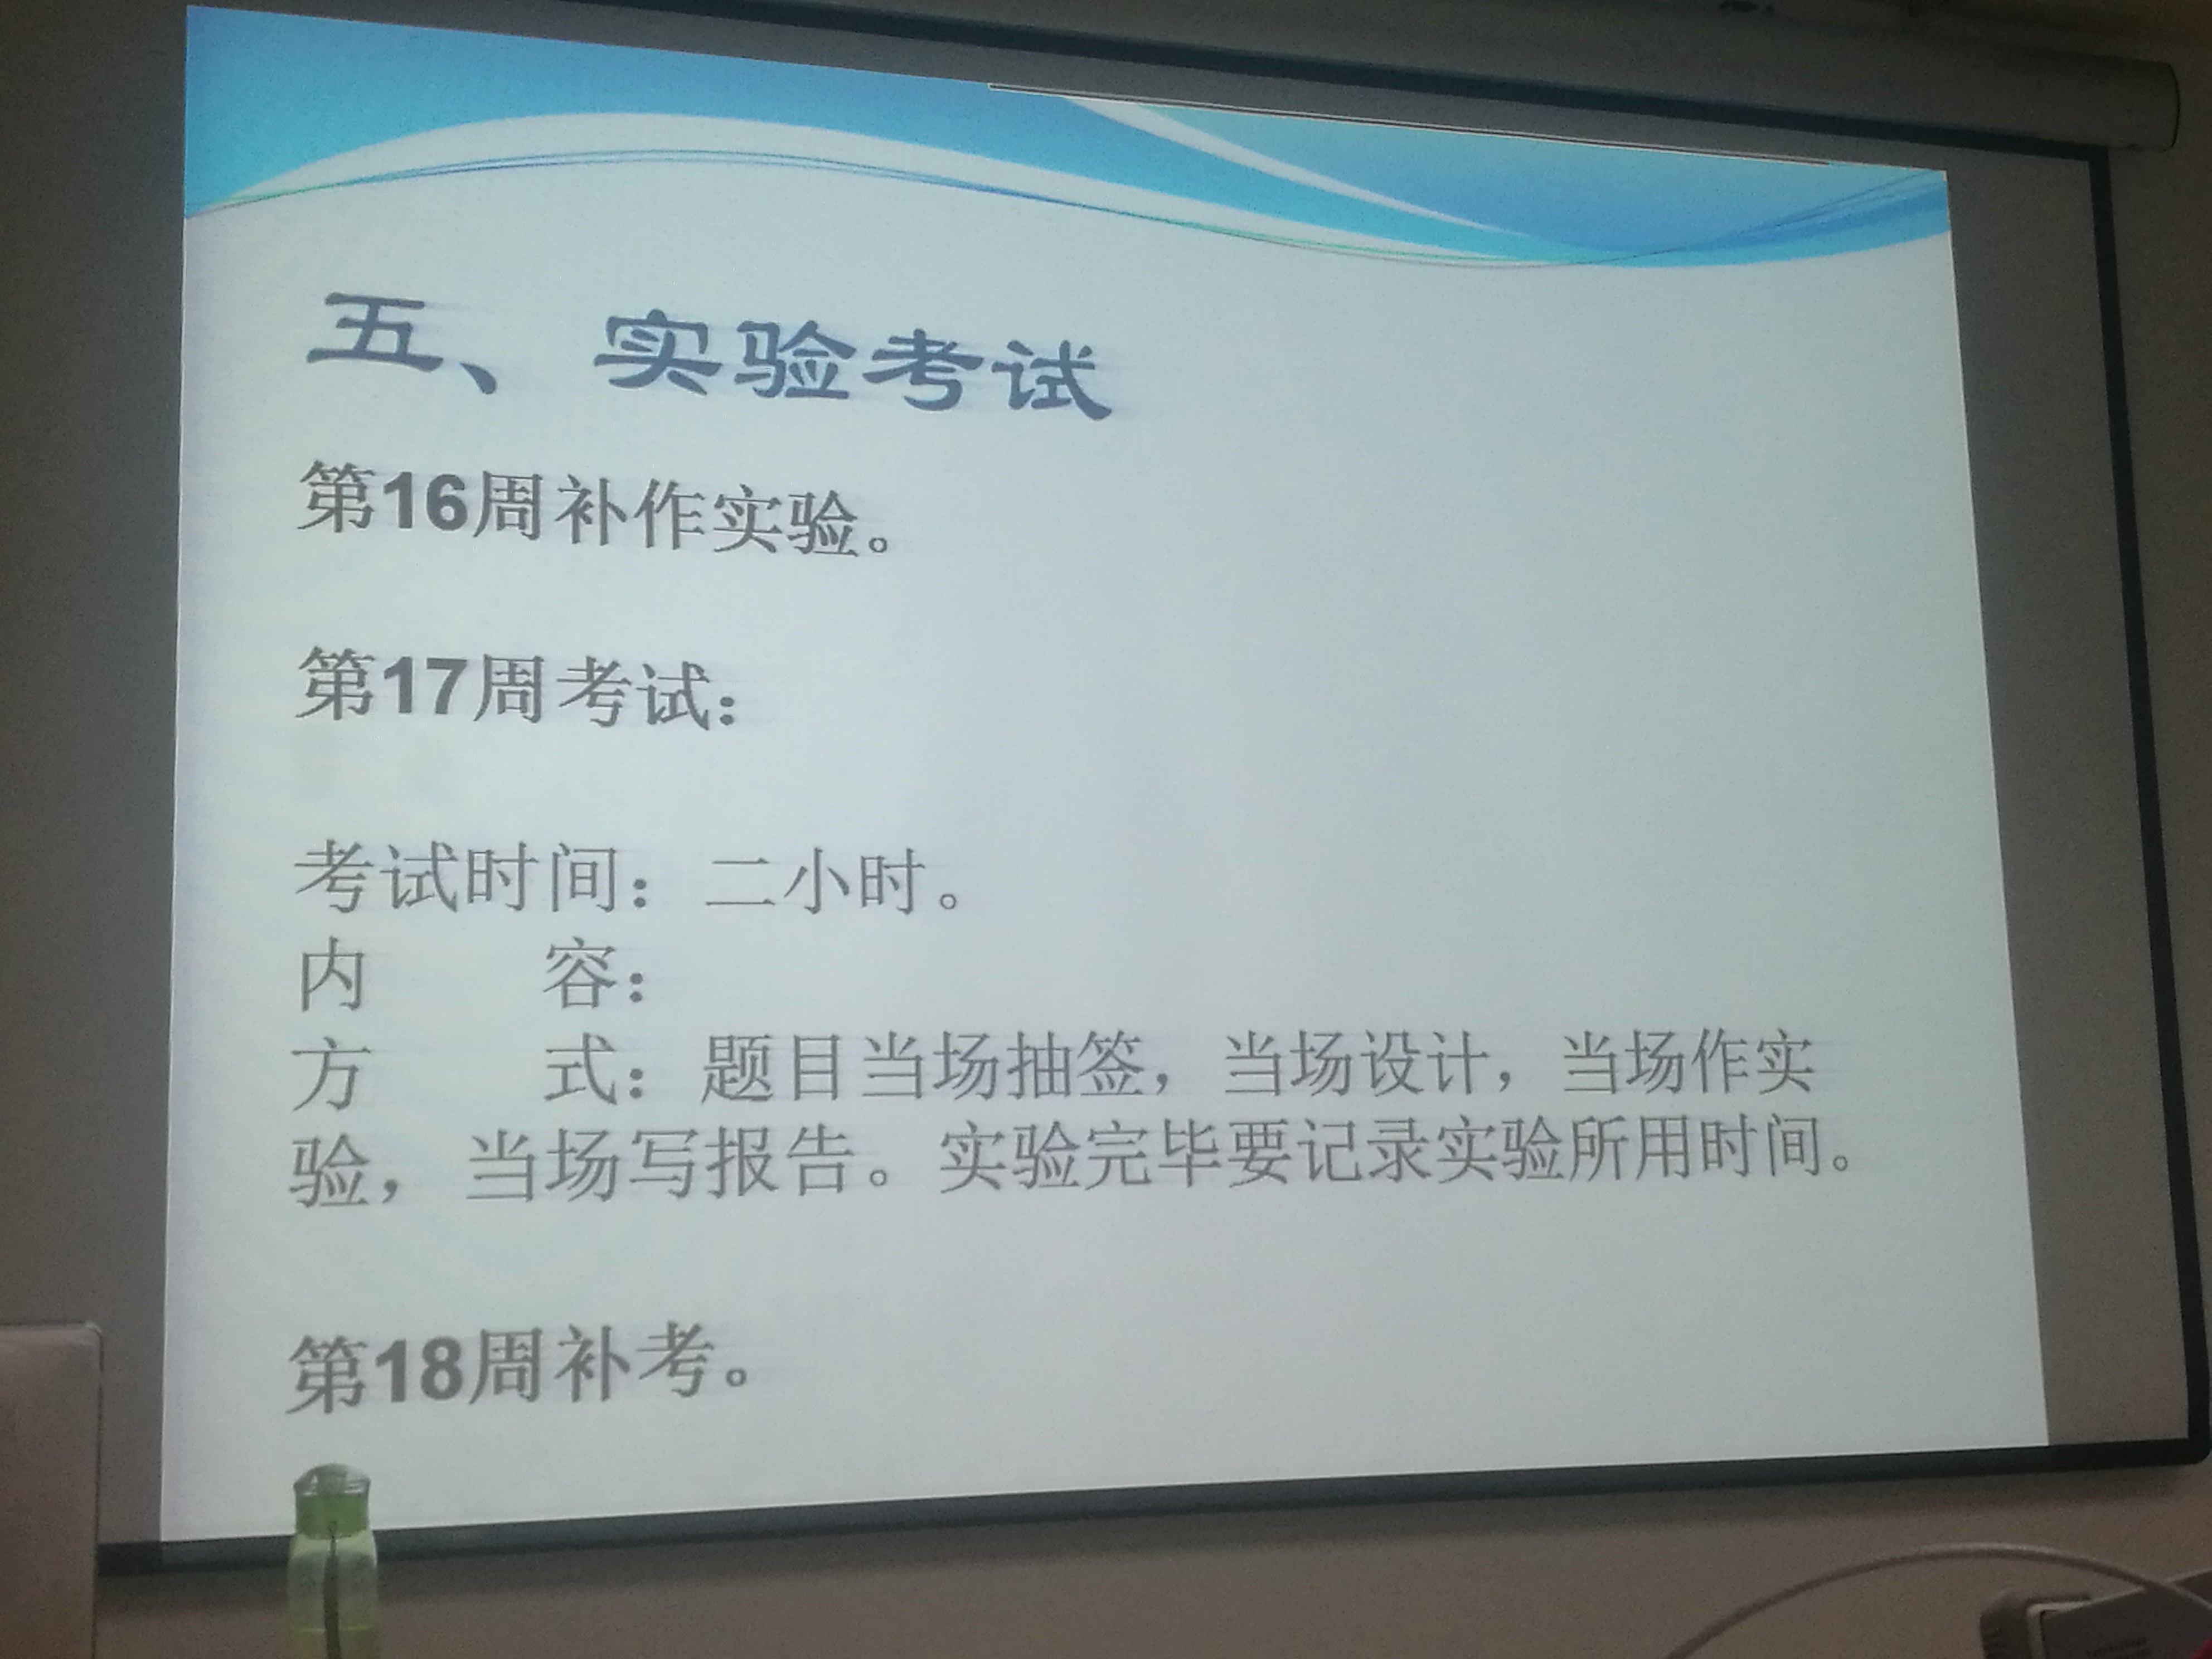 五、实验考试
第16周补作实验。
第17周考试：
考试时间：二小时。
内　　容：
方　　式：题目当场抽签，当场设计，当场作实
验，当场写报告。实验完毕要记录实验所用时间。
第18周补考。